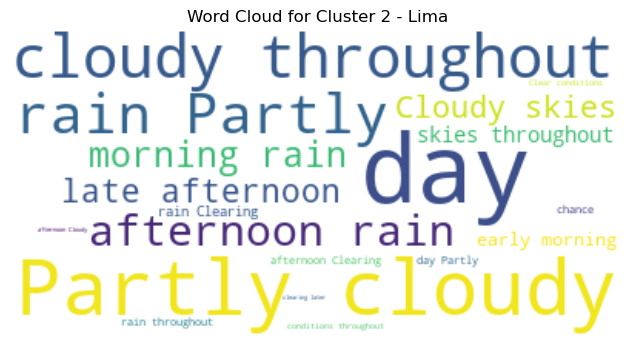 Word Cloud for Cluster 2 - Lima
cloudy throughout
Clear conditions
rain Partly
Cloudy skies
skies throughout
morning rain
day
late afternoon
rain Clearing
chance
afternoon Cloudy
afternoon rain
early morning
afternoon Clearing
day Partly
Partly cloudy
clearing later
rain throughout
conditions throughout